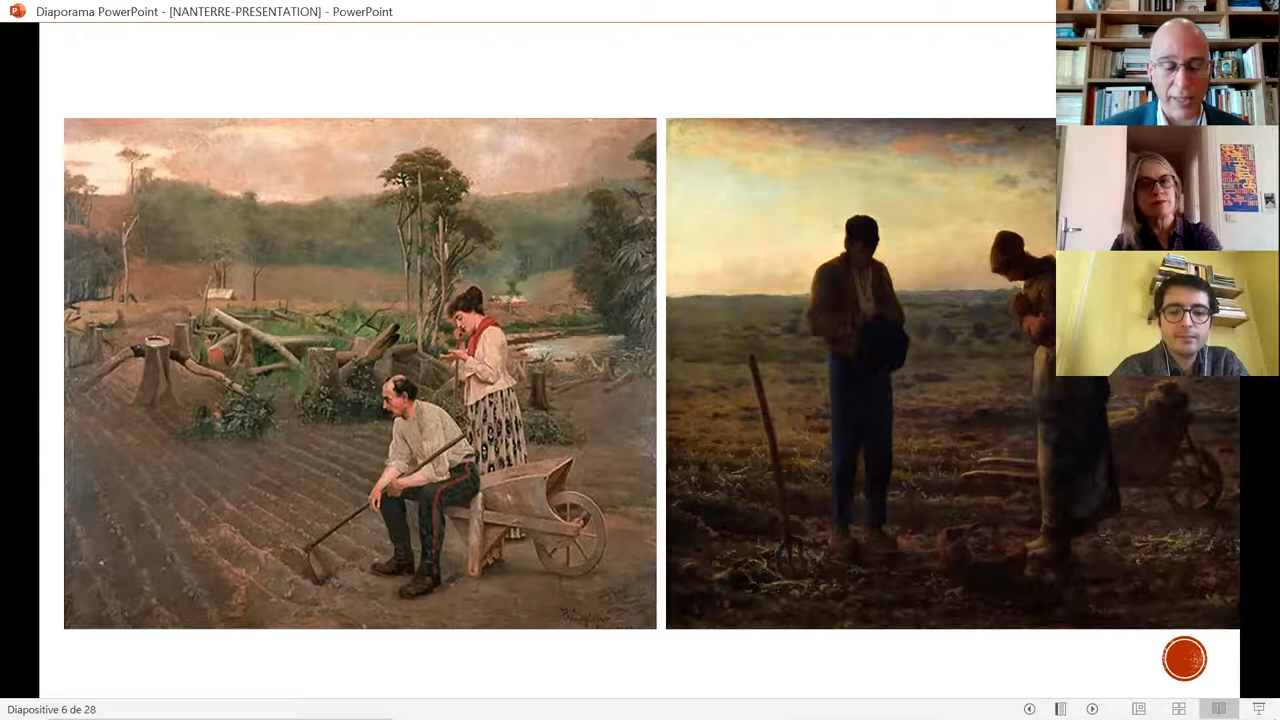 Diaporama PowerPoint - [NANTERRE-PRESENTATION] - PowerPoint
Diapositive 6 de 28